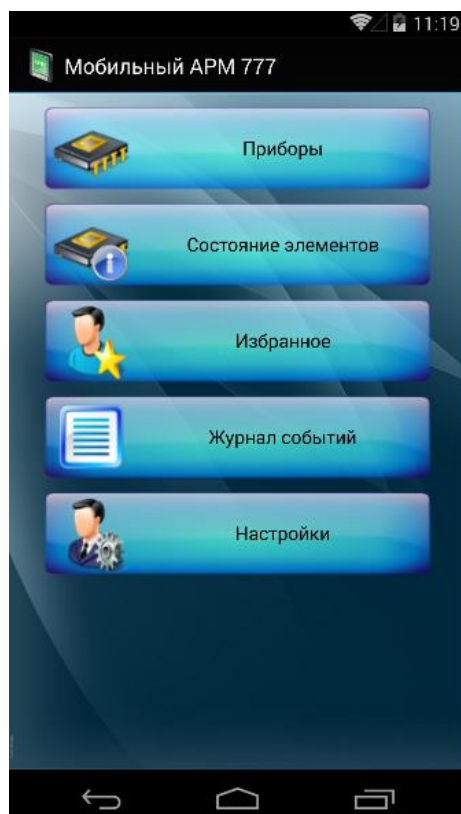 11:19
Мобильный АРМ 777
Приборы
Состояние элементов
Избранное
Журнал событий
Настройки